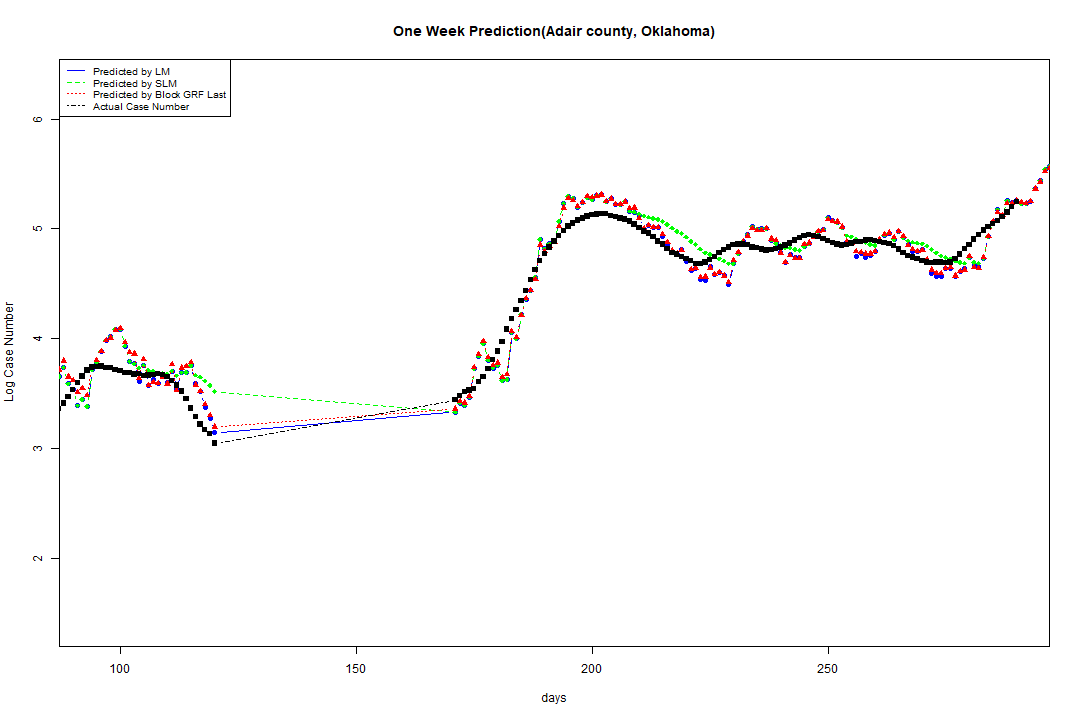 One Week Prediction(Adair county, Oklahoma)
Predicted by LM
Predicted by SLM
Predicted by Block GRF Last
Actual Case Number
6
5
4
3
2
Log Case Number
100 150 200 250
days